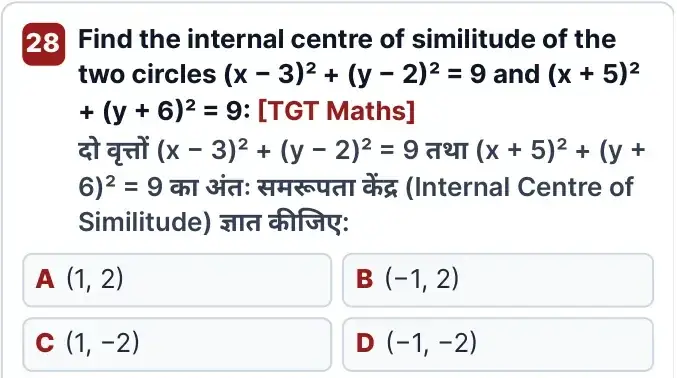 28 Find the internal centre of similitude of the
two circles (x − 3)² + (y − 2)² = 9 and (x + 5)²
+ (y + 6)² = 9: [TGT Maths]
दो वृत्तों (x − 3)² + (y − 2)² = 9 तथा (x + 5)² + (y +
6)² = 9 का अंतः समरूपता केंद्र (Internal Centre of
Similitude) ज्ञात कीजिए:
A (1, 2)
B (−1, 2)
C (1, −2)
D (−1, −2)